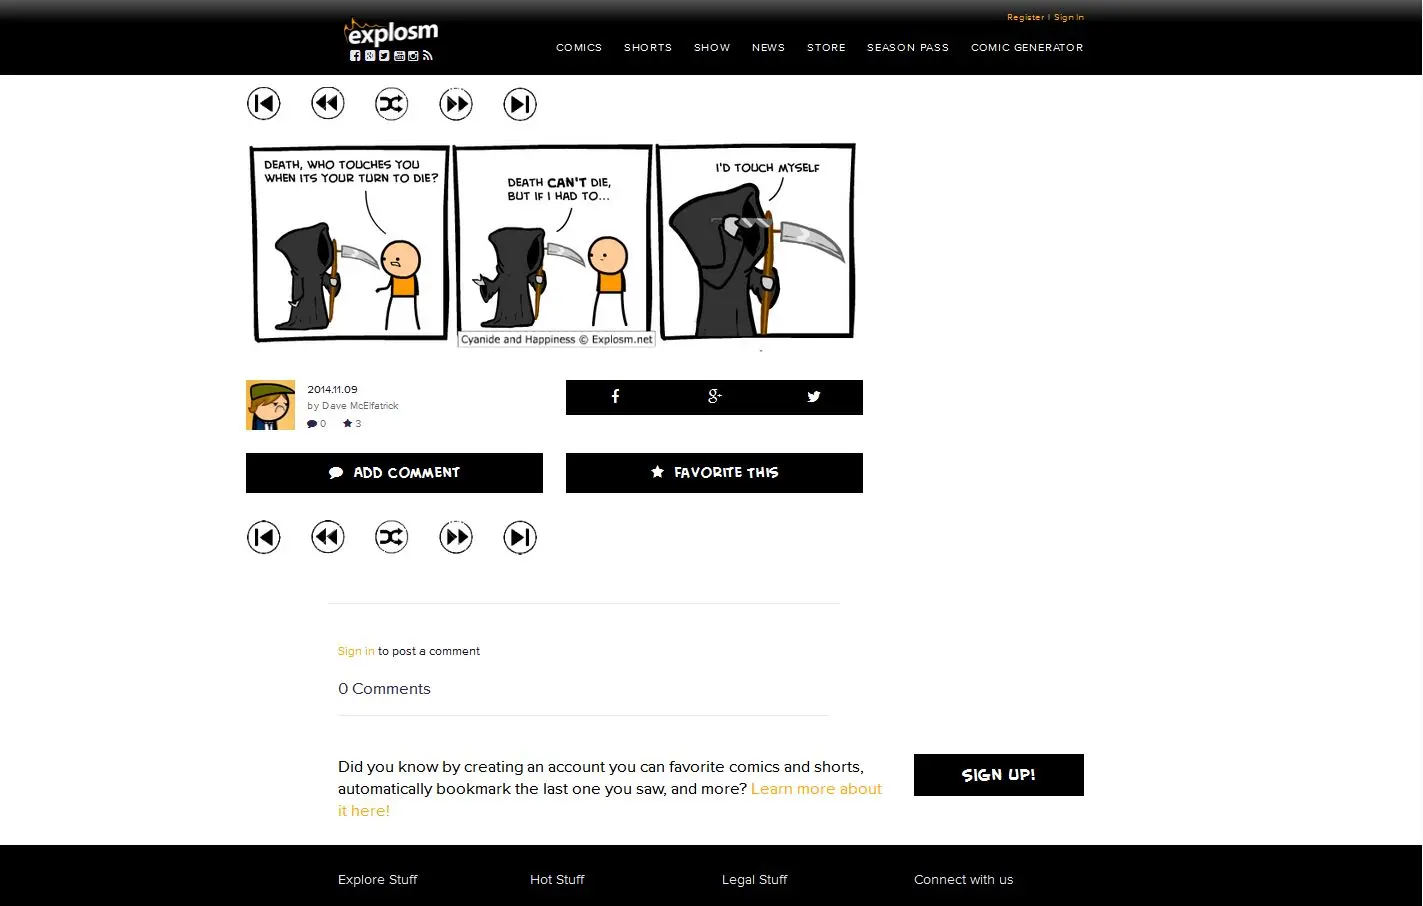 Register | Sign In
explosm
COMICS SHORTS SHOW NEWS STORE SEASON PASS COMIC GENERATOR
DEATH, WHO TOUCHES YOU
WHEN ITS YOUR TURN TO DIE?
DEATH CAN'T DIE,
BUT IF I HAD TO...
I'D TOUCH MYSELF
Cyanide and Happiness © Explosm.net
2014.11.09
by Dave McElfatrick
0 3
ADD COMMENT
FAVORITE THIS
Sign in to post a comment
0 Comments
Did you know by creating an account you can favorite comics and shorts,
automatically bookmark the last one you saw, and more? Learn more about
it here!
SIGN UP!
Explore Stuff
Hot Stuff
Legal Stuff
Connect with us